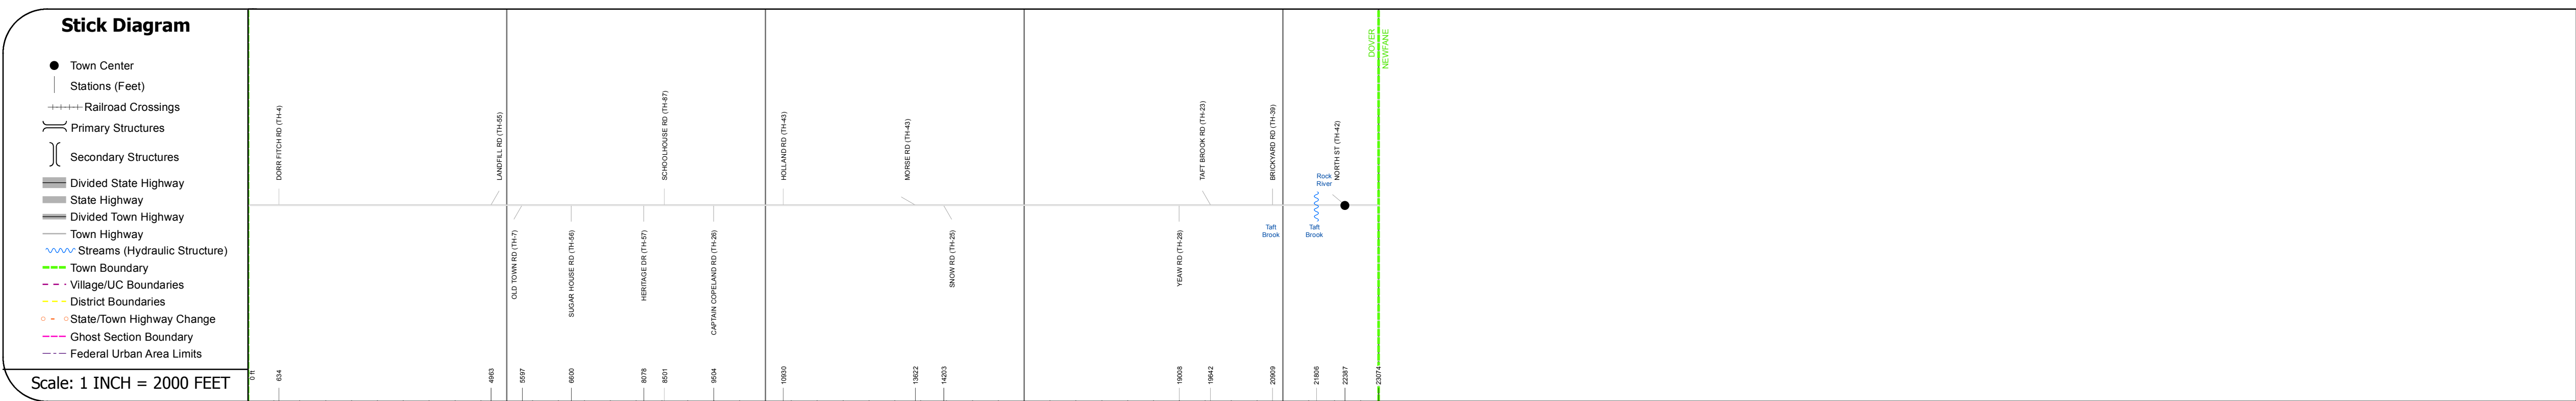 Stick Diagram
Town Center
Stations (Feet)
Railroad Crossings
Primary Structures
Secondary Structures
Divided State Highway
State Highway
Divided Town Highway
Town Highway
Streams (Hydraulic Structure)
Town Boundary
Village/UC Boundaries
District Boundaries
State/Town Highway Change
Ghost Section Boundary
Federal Urban Area Limits
Scale: 1 INCH = 2000 FEET
DOVER
NEWFANE
DORR FITCH RD (TH-4)
LANDFILL RD (TH-55)
SCHOOLHOUSE RD (TH-87)
HOLLAND RD (TH-43)
MORSE RD (TH-43)
TAFT BROOK RD (TH-23)
BRICKYARD RD (TH-39)
NORTH ST (TH-42)
Rock
River
OLD TOWN RD (TH-7)
SUGAR HOUSE RD (TH-56)
HERITAGE DR (TH-57)
CAPTAIN COPELAND RD (TH-26)
SNOW RD (TH-25)
YEAW RD (TH-28)
Taft
Brook
Taft
Brook
0 ft
634
4963
5597
6600
8078
8501
9504
10930
13622
14203
19008
19642
20909
21806
22387
23074